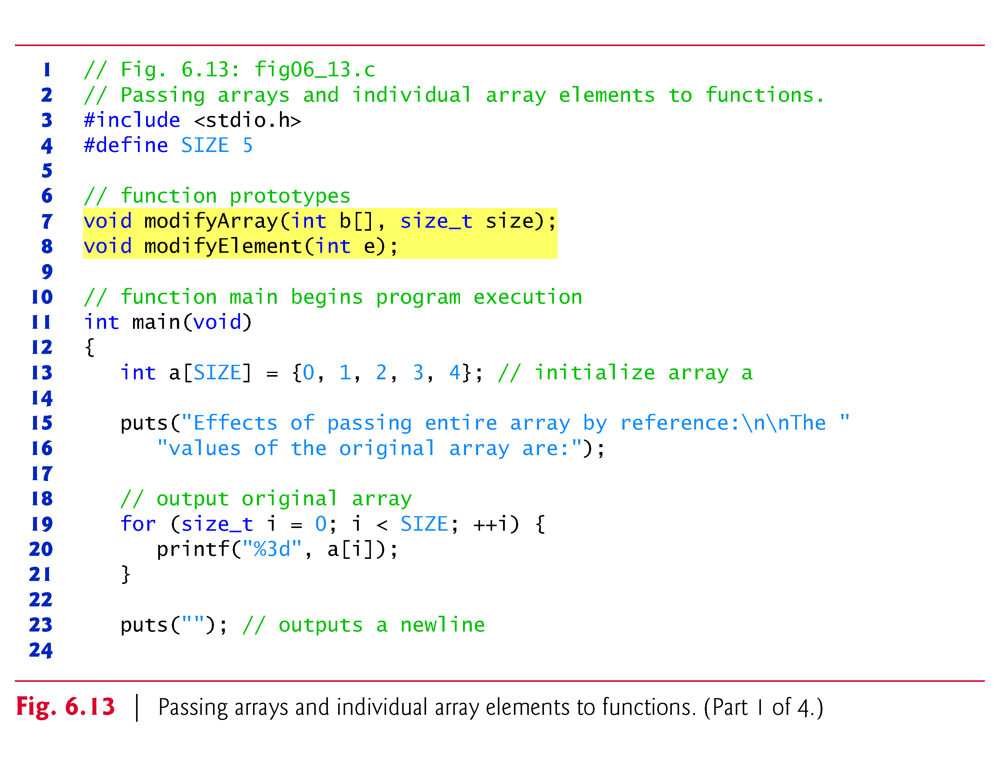 1 // Fig. 6.13: fig06_13.c
2 // Passing arrays and individual array elements to functions.
3 #include <stdio.h>
4 #define SIZE 5
5
6 // function prototypes
7 void modifyArray(int b[], size_t size);
8 void modifyElement(int e);
9
10 // function main begins program execution
11 int main(void)
12 {
13    int a[SIZE] = {0, 1, 2, 3, 4}; // initialize array a
14
15    puts("Effects of passing entire array by reference:\n\nThe "
16       "values of the original array are:");
17
18    // output original array
19    for (size_t i = 0; i < SIZE; ++i) {
20       printf("%3d", a[i]);
21    }
22
23    puts(""); // outputs a newline
24
Fig. 6.13 | Passing arrays and individual array elements to functions. (Part 1 of 4.)